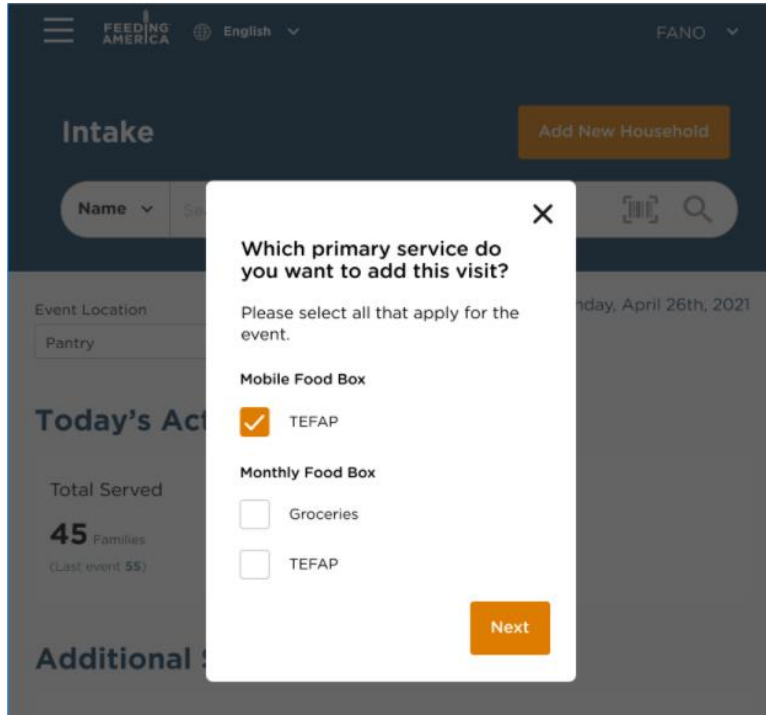 FEEDING
AMERICA
English
FANO
Intake
Add New Household
Name
Which primary service do
you want to add this visit?
Event Location
nday, April 26th, 2021
Pantry
Please select all that apply for the
event.
Mobile Food Box
TEFAP
Today's Act
Monthly Food Box
Total Served
Groceries
45 Families
(Last event 55)
TEFAP
Next
Additional